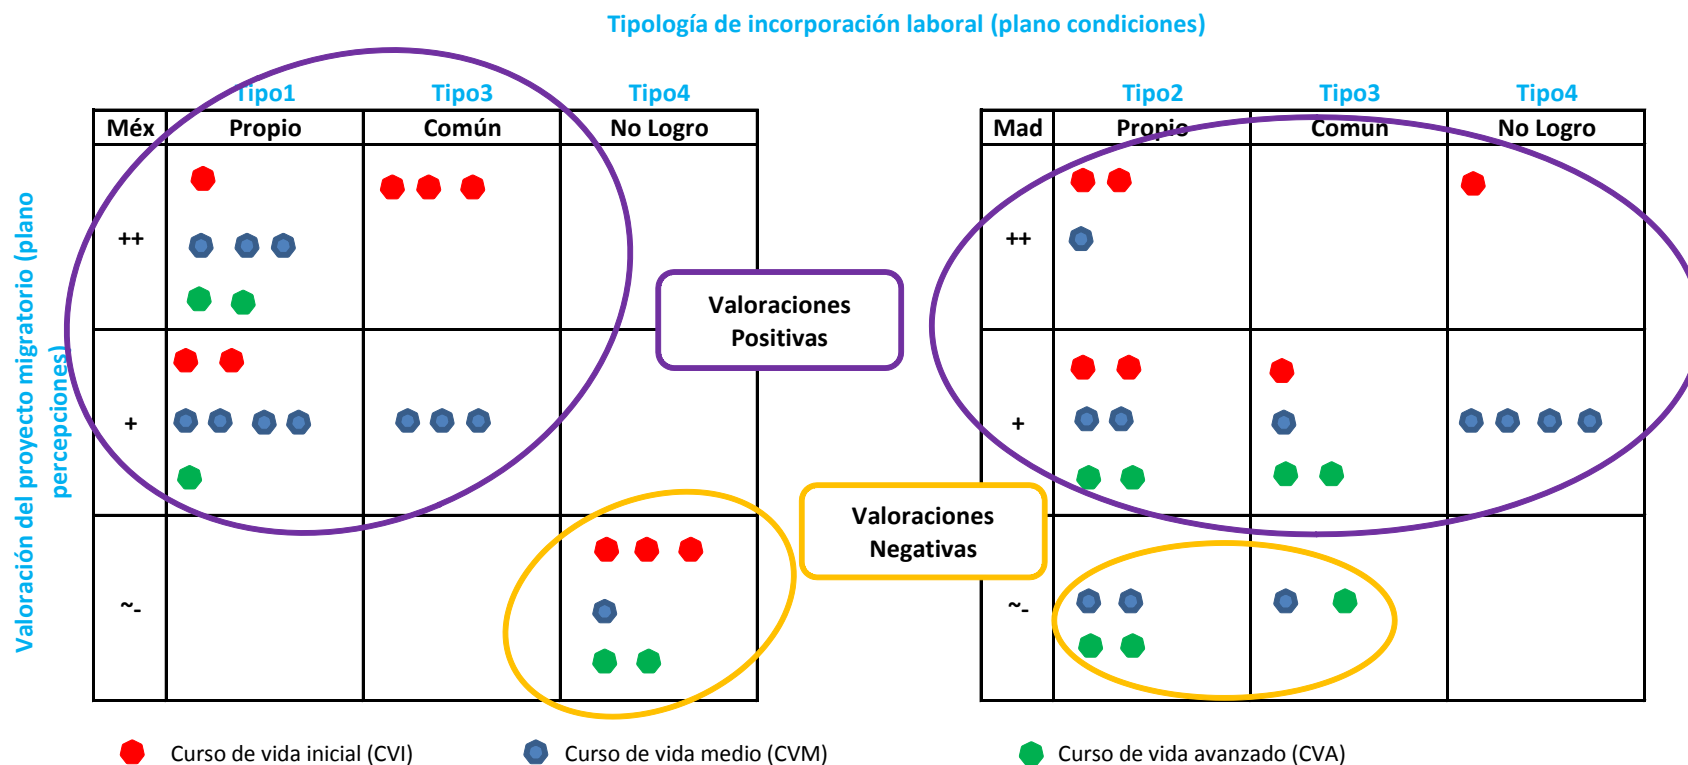 Tipología de incorporación laboral (plano condiciones)
Tipo1 Tipo3 Tipo4
Méx Propio Común No Logro
++
+
~-
Tipo2 Tipo3 Tipo4
Mad Propio Comun No Logro
++
+
~-
Valoración del proyecto migratorio (plano
percepciones)
Valoraciones
Positivas
Valoraciones
Negativas
Curso de vida inicial (CVI)
Curso de vida medio (CVM)
Curso de vida avanzado (CVA)